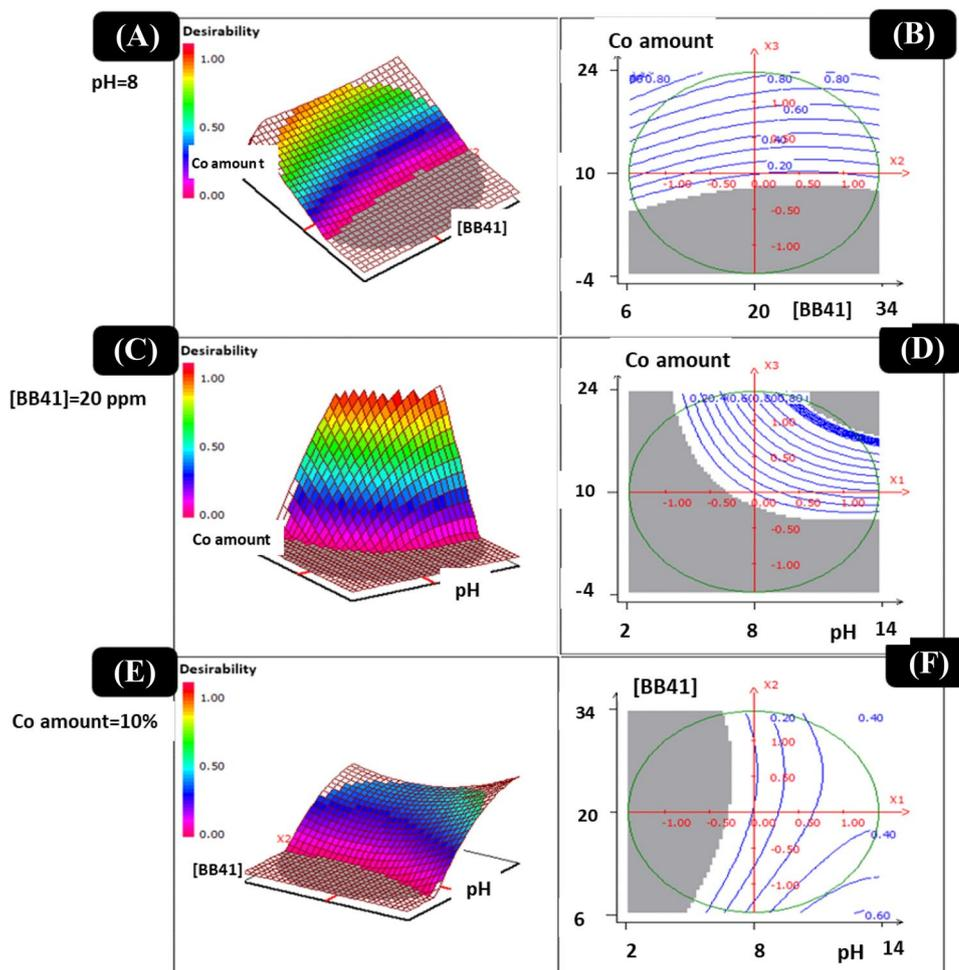 (A)
pH=8
Desirability
1.00
0.50
0.00
Co amount
[BB41]
(B)
Co amount
X3
24
0.80
0.80
0.80
1.00
0.60
0.50
0.40
0.20
X2
10
-1.00
-0.50
0.00
0.50
1.00
-0.50
-1.00
-4
6
20
[BB41]
34
(C)
[BB41]=20 ppm
Desirability
1.00
0.50
0.00
Co amount
pH
(D)
Co amount
X3
24
1.00
0.50
X1
10
-1.00
-0.50
0.00
0.50
1.00
-0.50
-1.00
-4
2
8
pH
14
(E)
Co amount=10%
Desirability
1.00
0.50
0.00
X2
[BB41]
pH
(F)
[BB41]
X2
34
0.20
0.40
1.00
0.50
X1
20
-1.00
-0.50
0.00
0.50
1.00
0.40
-0.50
-1.00
0.60
6
2
8
pH
14